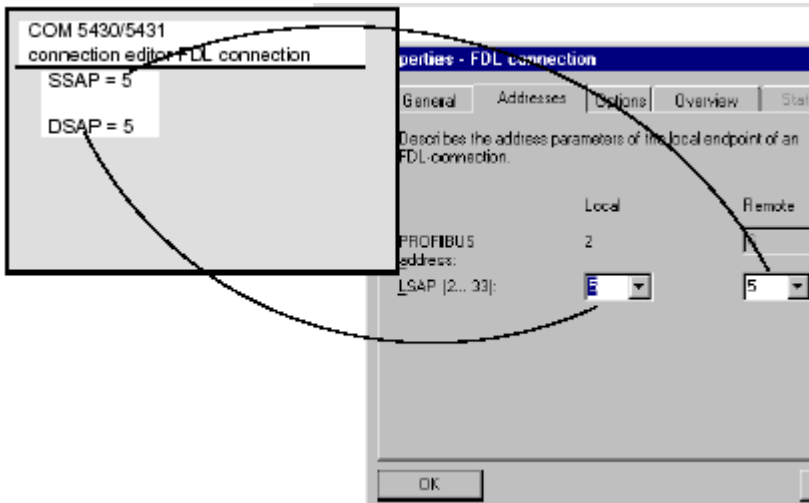 COM 5430/5431
connection editor FDL connection
SSAP = 5
DSAP = 5
perties - FDL connection
General Addresses Options Overview Stat
Describes the address parameters of the local endpoint of an
FDL-connection.
Local Remote
PROFIBUS 2
address:
LSAP [2... 33]: 5 5
OK